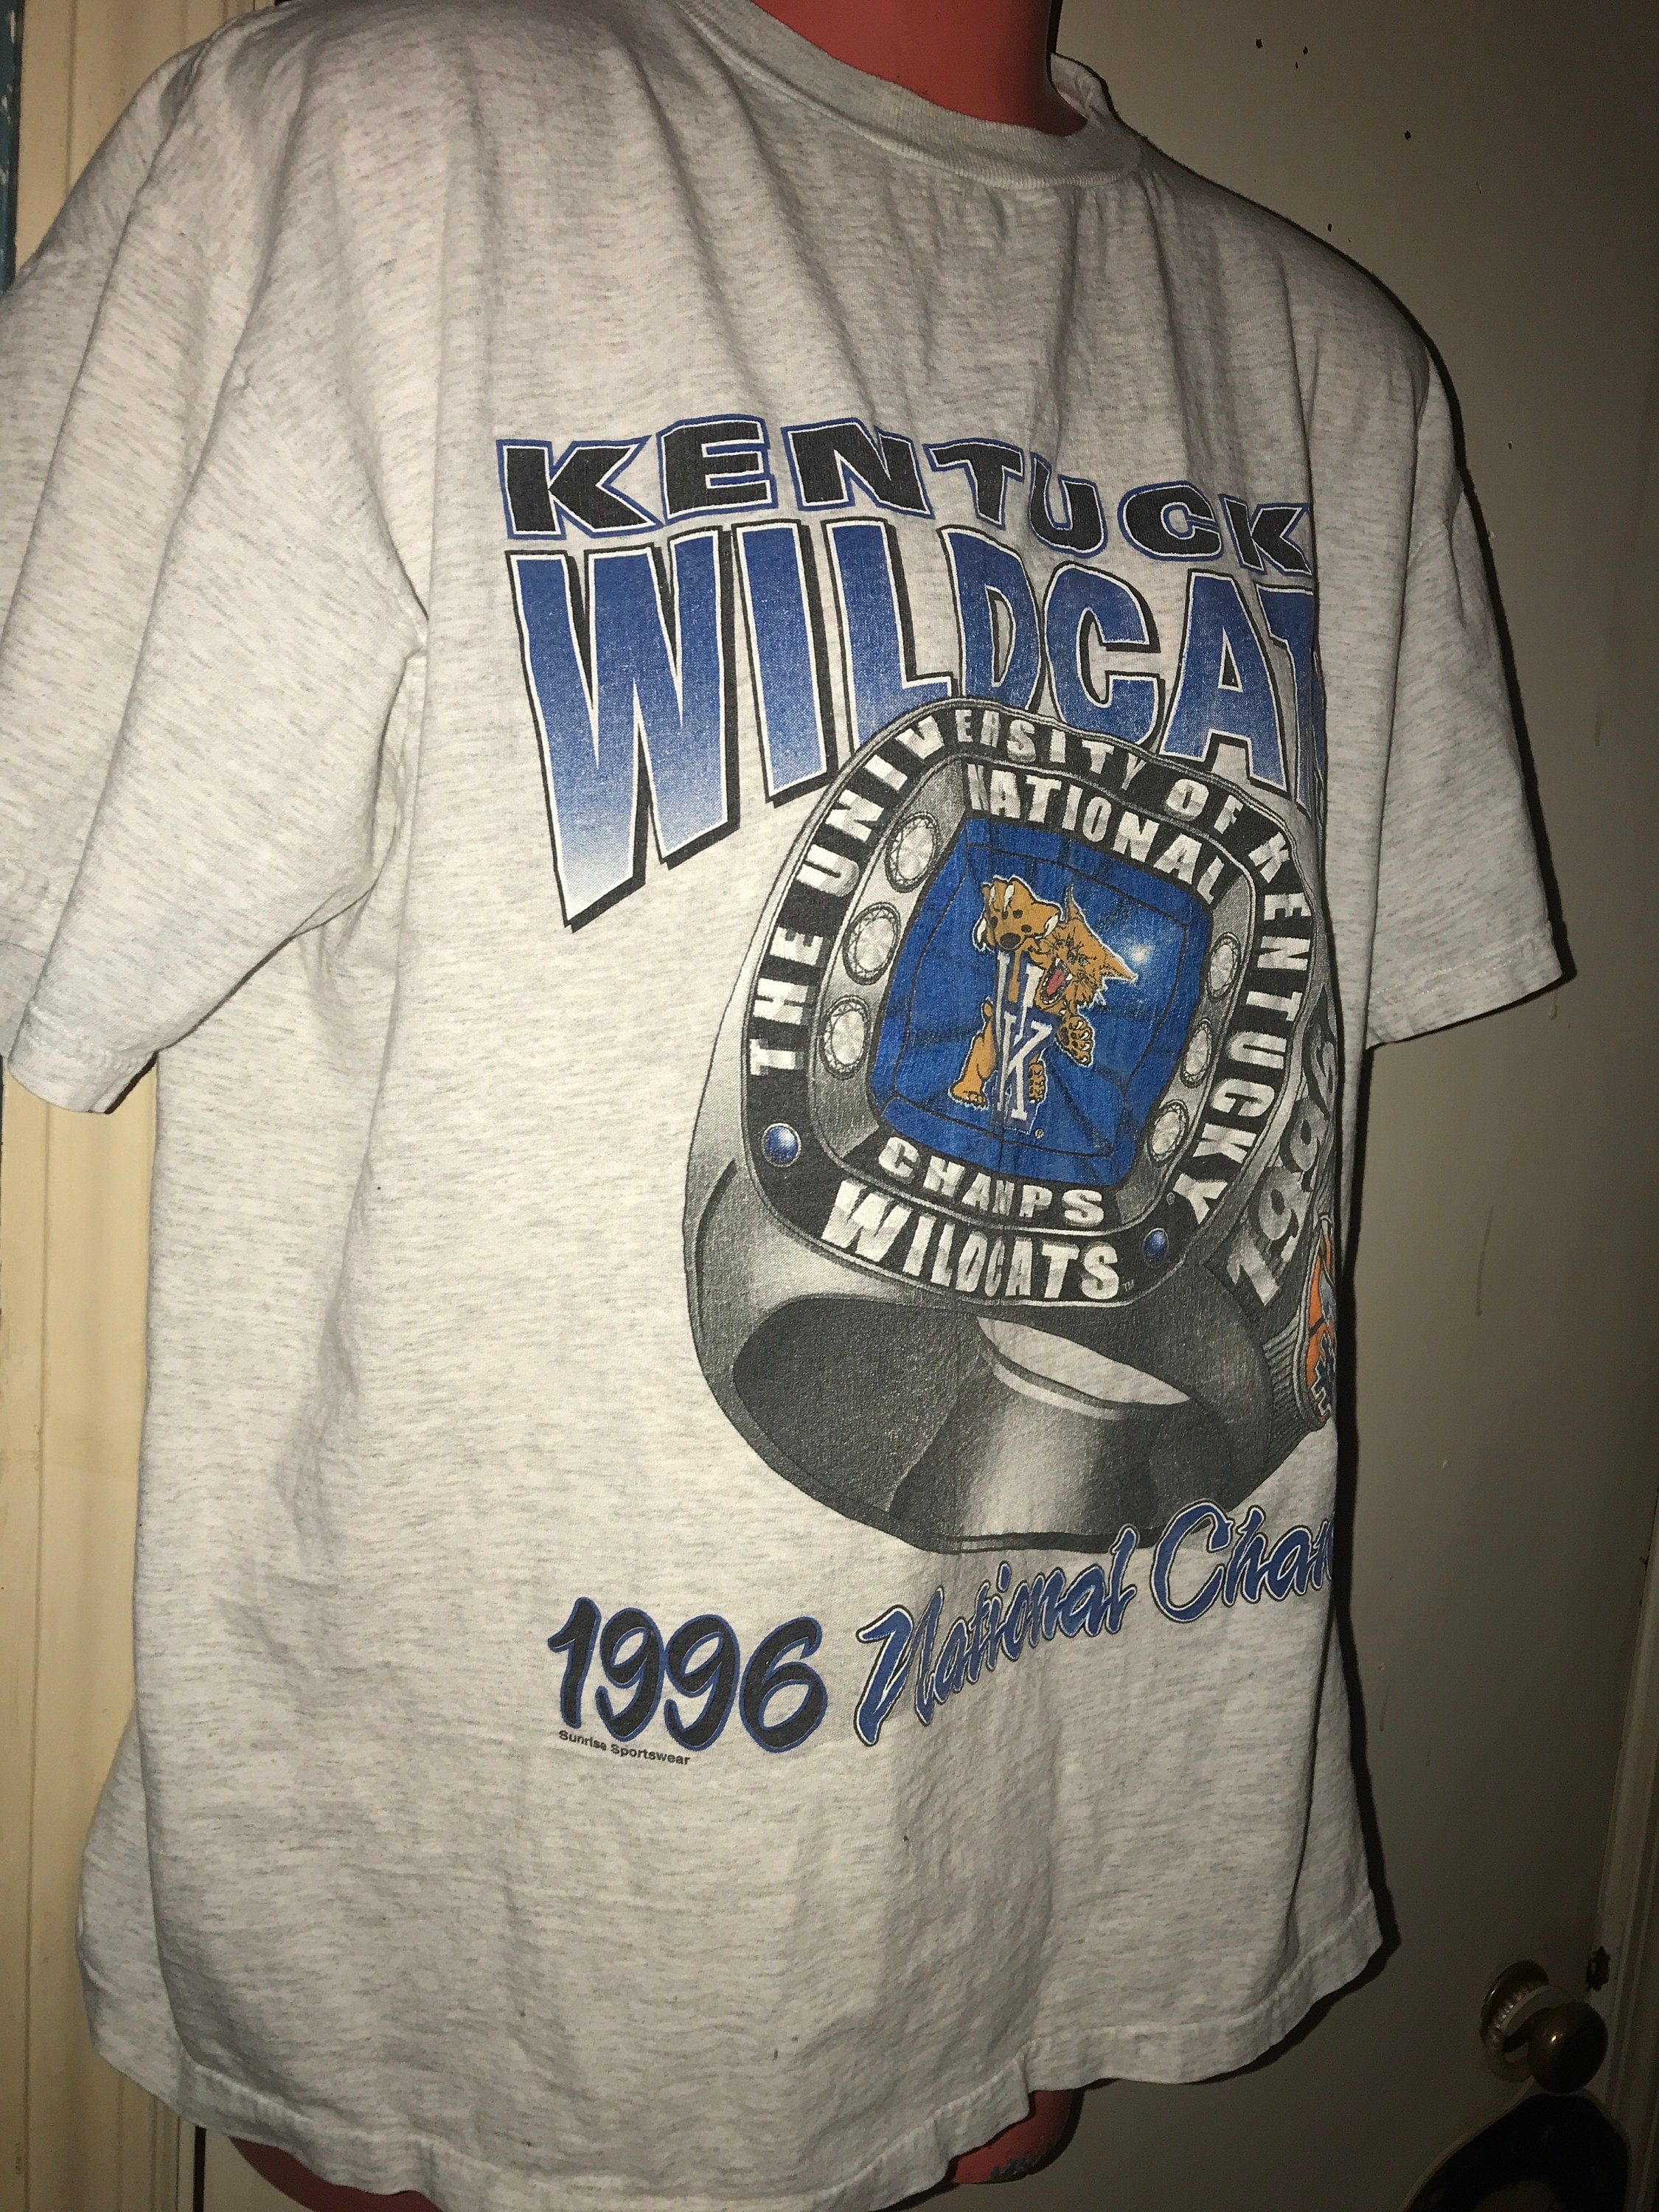 KENTUCK
WILDCAT
THE UNIVERSITY OF KENTUCKY
NATIONAL
UK
®
CHAMPS
WILDCATS
1996 National Cham
Sunrise Sportswear